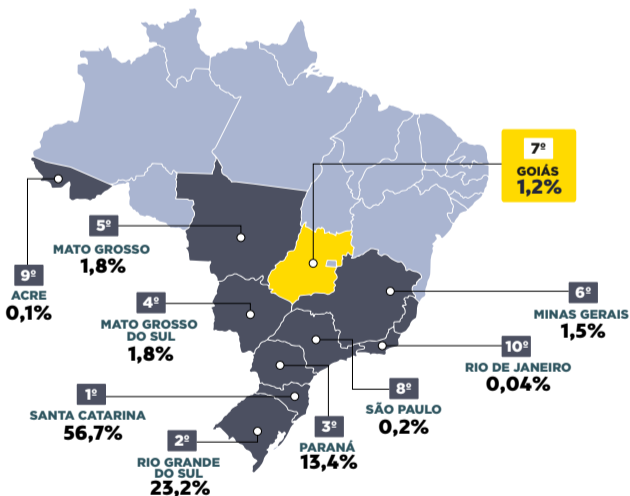 7º
GOIÁS
1,2%
5º
MATO GROSSO
1,8%
9º
ACRE
0,1%
4º
MATO GROSSO
DO SUL
1,8%
6º
MINAS GERAIS
1,5%
10º
RIO DE JANEIRO
0,04%
8º
SÃO PAULO
0,2%
1º
SANTA CATARINA
56,7%
3º
PARANÁ
13,4%
2º
RIO GRANDE
DO SUL
23,2%